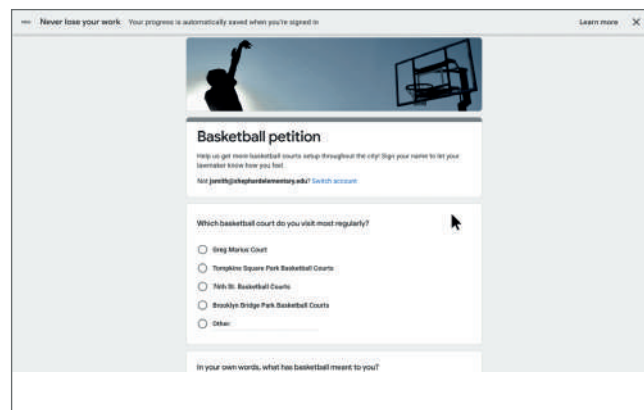 Never lose your work Your progress is automatically saved when you're signed in Learn more
Basketball petition
Help us get more basketball courts setup throughout the city! Sign your name to let your
lawmaker know how you feel.
Not jsmith@shephardelementary.edu? Switch account
Which basketball court do you visit most regularly?
Greg Marius Court
Tompkins Square Park Basketball Courts
76th St. Basketball Courts
Brooklyn Bridge Park Basketball Courts
Other:
In your own words, what has basketball meant to you?